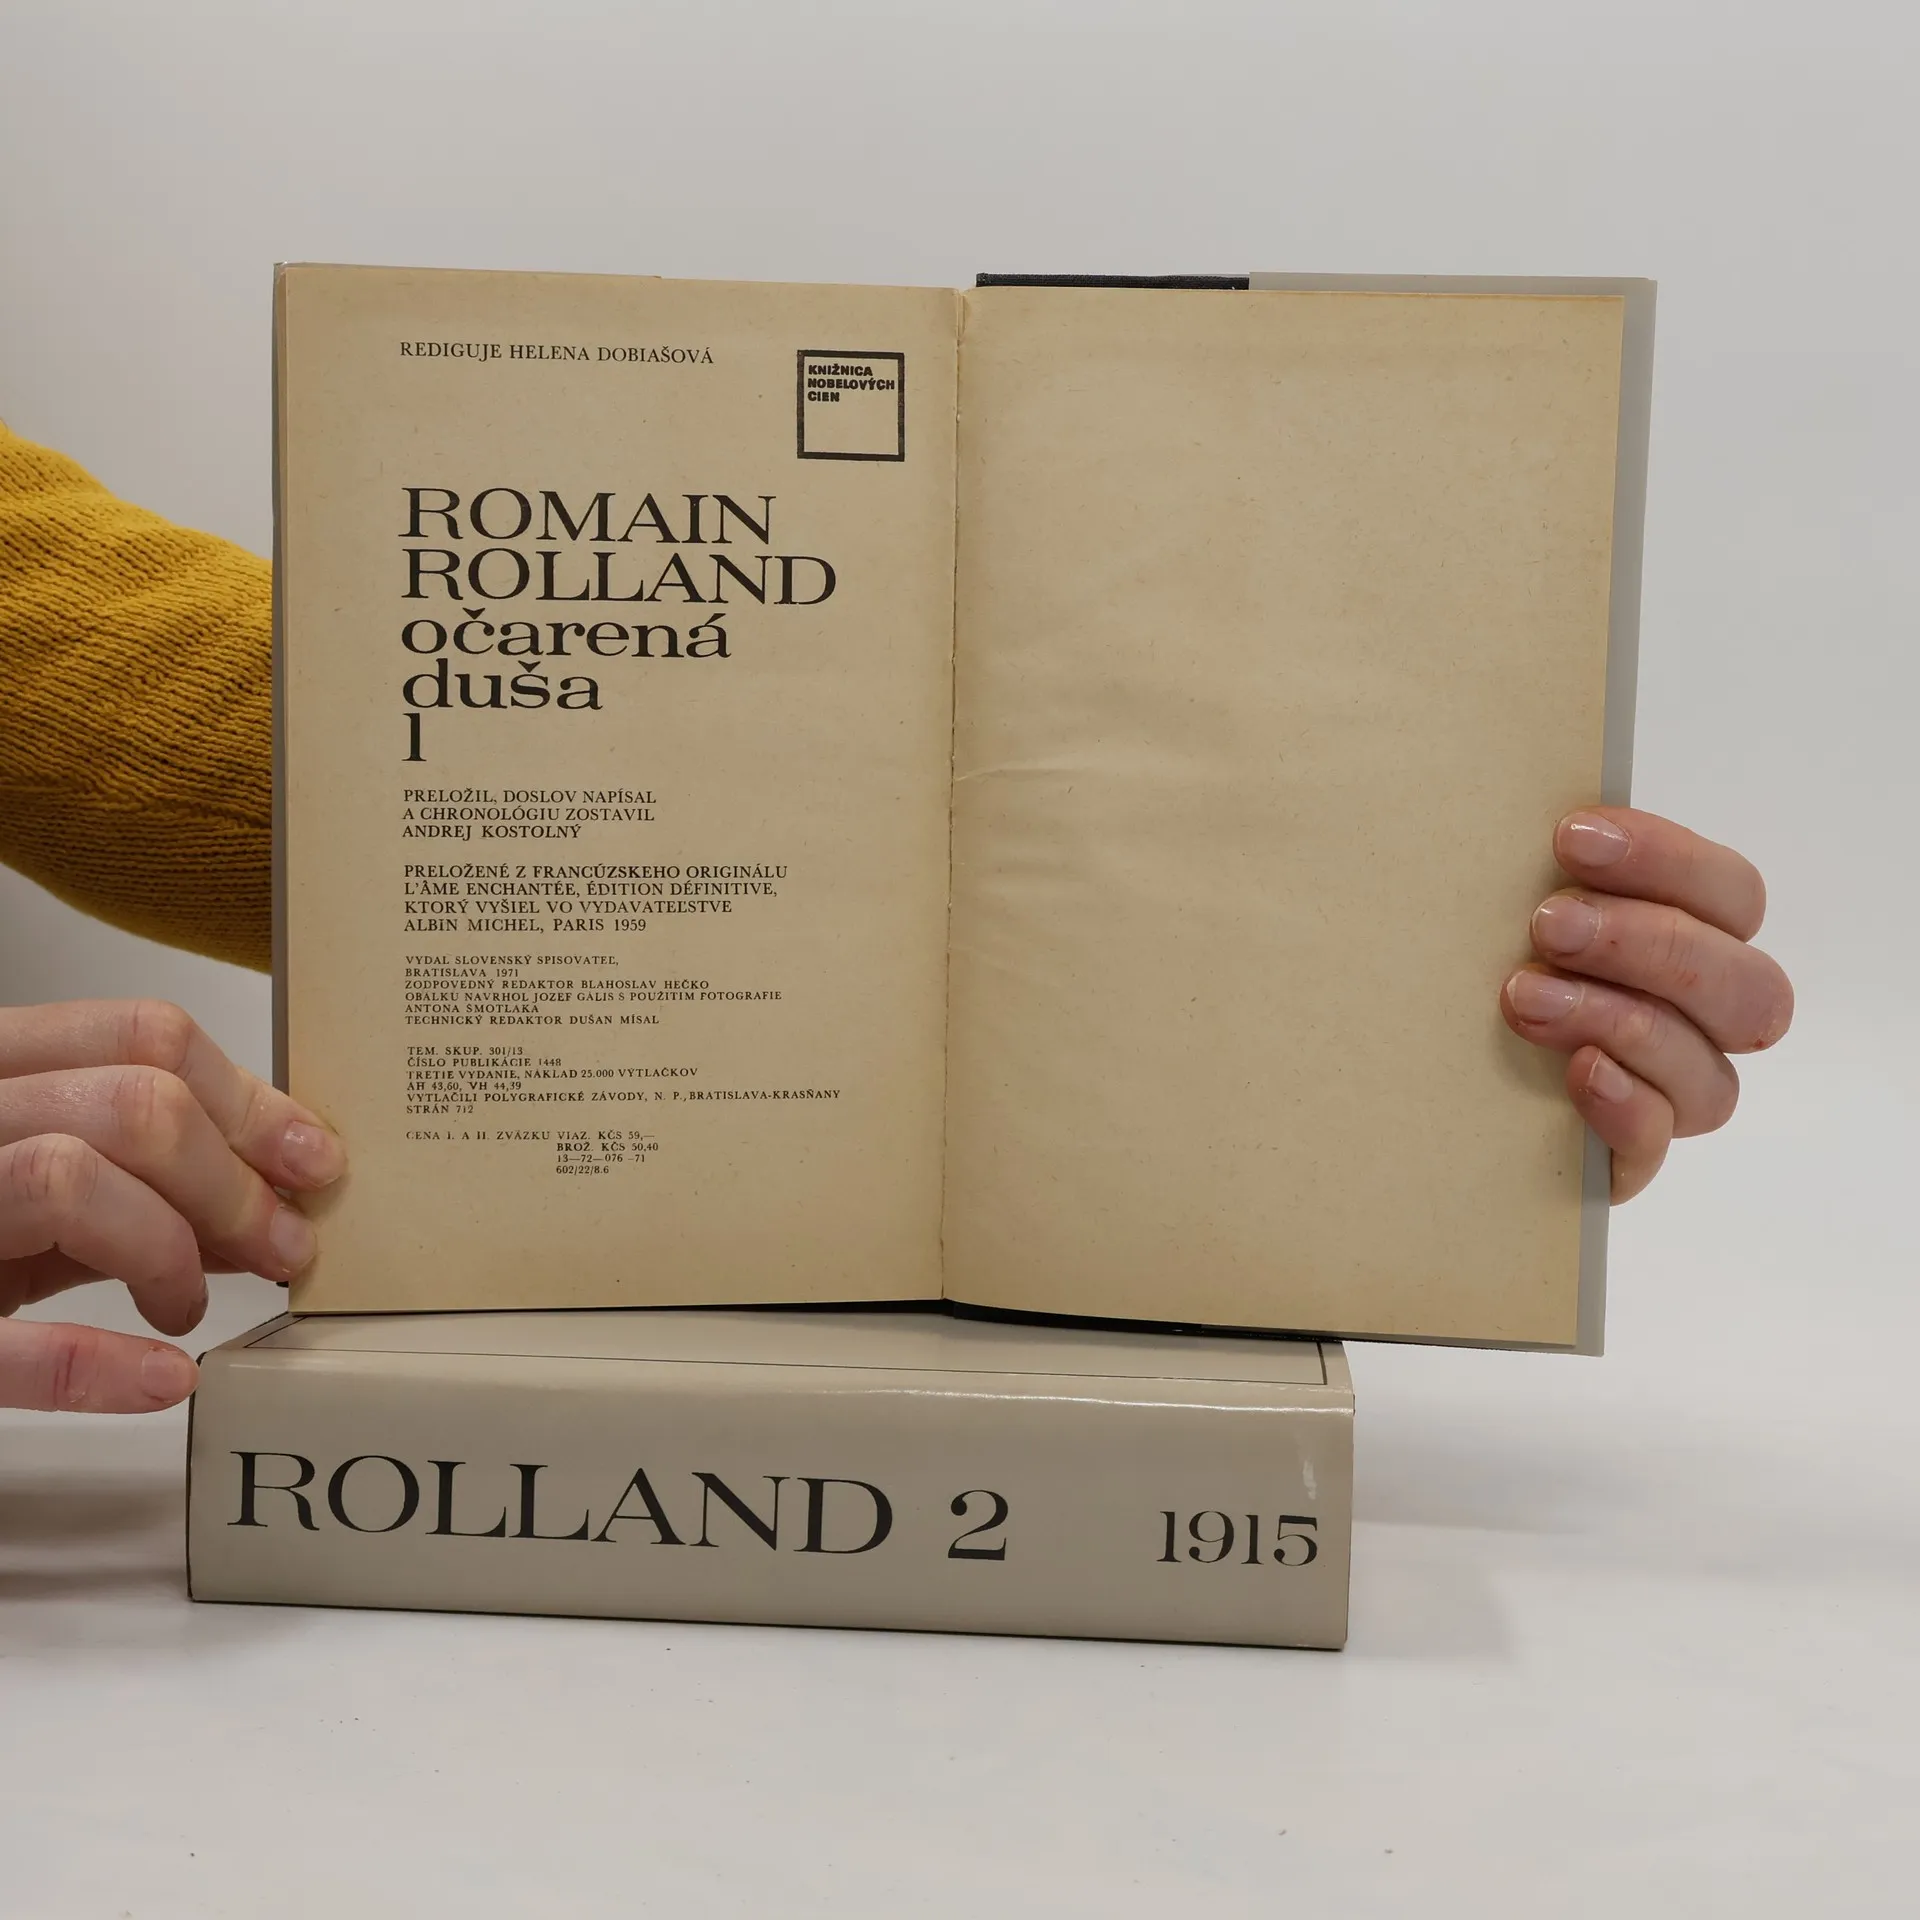 REDIGUJE HELENA DOBIAŠOVÁ
KNIŽNICA
NOBELOVÝCH
CIEN
ROMAIN
ROLLAND
očarená
duša
1
PRELOŽIL, DOSLOV NAPÍSAL
A CHRONOLÓGIU ZOSTAVIL
ANDREJ KOSTOLNÝ
PRELOŽENÉ Z FRANCÚZSKEHO ORIGINÁLU
L'ÂME ENCHANTÉE, ÉDITION DÉFINITIVE,
KTORÝ VYŠIEL VO VYDAVATEĽSTVE
ALBIN MICHEL, PARIS 1959
VYDAL SLOVENSKÝ SPISOVATEĽ,
BRATISLAVA 1971
ZODPOVEDNÝ REDAKTOR BLAHOSLAV HEČKO
OBÁLKU NAVRHOL JOZEF GÁLIS S POUŽITÍM FOTOGRAFIE
ANTONA ŠMOTLÁKA
TECHNICKÝ REDAKTOR DUŠAN MÍSAL
TEM. SKUP. 301/13
ČÍSLO PUBLIKÁCIE 1448
TRETIE VYDANIE, NÁKLAD 25.000 VÝTLAČKOV
AH 43,60, VH 44,39
VYTLAČILI POLYGRAFICKÉ ZÁVODY, N. P., BRATISLAVA-KRASŇANY
STRÁN 712
CENA I. A II. ZVÄZKU VIAZ. KČS 59,—
BROŽ. KČS 50,40
13—72—076 -71
602/22/8.6
ROLLAND 2 1915